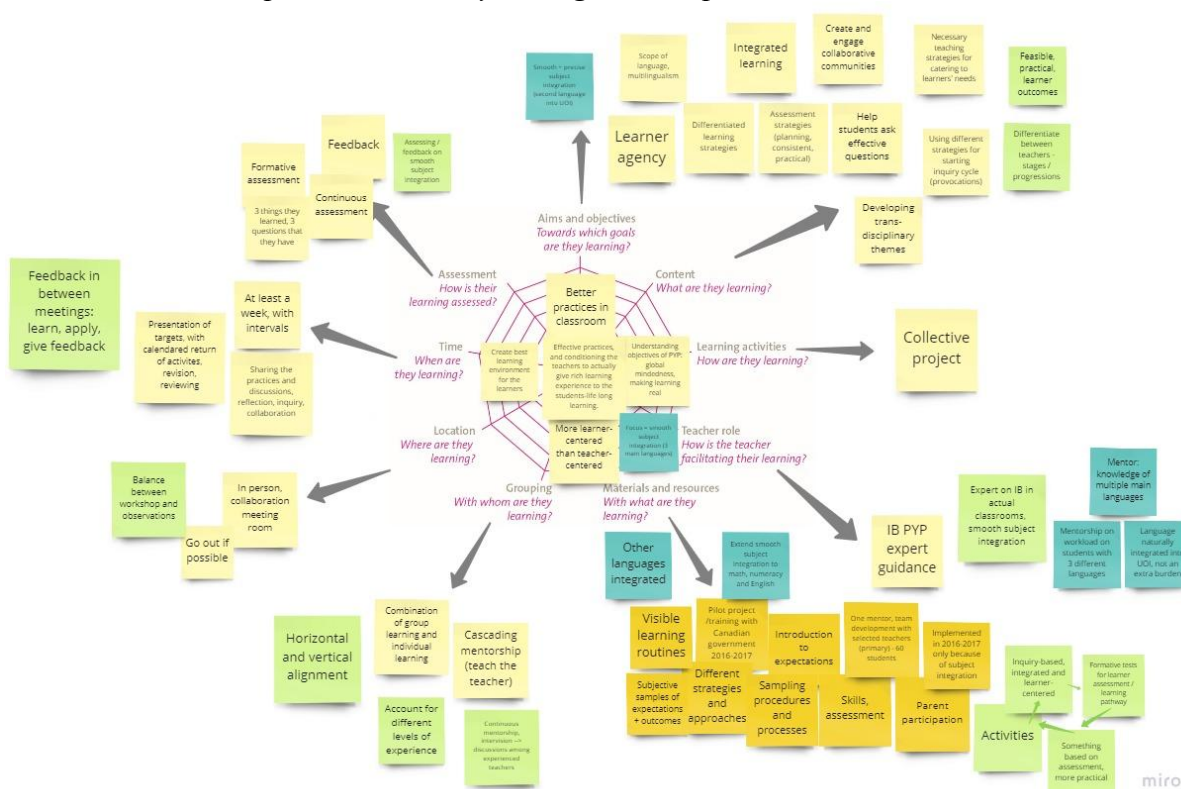 Smooth + precise
subject
integration
(second language
into UOI)
Scope of
language,
multilingualism
Integrated
learning
Create and
engage
collaborative
communities
Necessary
teaching
strategies for
catering to
learners' needs
Feasible,
practical,
learner
outcomes
Learner
agency
Differentiated
learning
strategies
Assessment
strategies
(planning,
consistent,
practical)
Help
students ask
effective
questions
Using different
strategies for
starting
inquiry cycle
(provocations)
Differentiate
between
teachers -
stages /
progressions
Developing
trans-
disciplinary
themes
Feedback
Assessing /
feedback on
smooth
subject
integration
Formative
assessment
Continuous
assessment
3 things they
learned, 3
questions that
they have
Feedback in
between
meetings:
learn, apply,
give feedback
At least a
week, with
intervals
Presentation of
targets, with
calendared return
of activites,
revision,
reviewing
Sharing the
practices and
discussions,
reflection, inquiry,
collaboration
Aims and objectives
Towards which goals
are they learning?
Assessment
How is their
learning assessed?
Content
What are they learning?
Time
When are
they learning?
Learning activities
How are they learning?
Location
Where are they
learning?
Teacher role
How is the teacher
facilitating their learning?
Grouping
With whom are they
learning?
Materials and resources
With what are they
learning?
Better
practices in
classroom
Create best
learning
environment
for the
learners
Effective practices,
and conditioning the
teachers to actually
give rich learning
experience to the
students-life long
learning.
Understanding
objectives of PYP:
global
mindedness,
making learning
real
More learner-
centered
than teacher-
centered
Focus = smooth
subject
integration (3
main languages)
Collective
project
Balance
between
workshop and
observations
In person,
collaboration
meeting
room
Go out if
possible
Horizontal
and vertical
alignment
Combination
of group
learning and
individual
learning
Cascading
mentorship
(teach the
teacher)
Account for
different
levels of
experience
Continuous
mentorship,
intervision -->
discussions among
experienced
teachers
IB PYP
expert
guidance
Expert on IB in
actual
classrooms,
smooth subject
integration
Mentor:
knowledge of
multiple main
languages
Mentorship on
workload on
students with
3 different
languages
Language
naturally
integrated into
UOI, not an
extra burden
Other
languages
integrated
Extend smooth
subject
integration to
math, numeracy
and English
Visible
learning
routines
Pilot project
/training with
Canadian
government
2016-2017
Introduction
to
expectations
One mentor, team
development with
selected teachers
(primary) - 60
students
Implemented
in 2016-2017
only because
of subject
integration
Subjective
samples of
expectations
+ outcomes
Different
strategies
and
approaches
Sampling
procedures
and
processes
Skills,
assessment
Parent
participation
Inquiry-based,
integrated and
learner-
centered
Formative tests
for learner
assessment /
learning
pathway
Activities
Something
based on
assessment,
more practical
miro